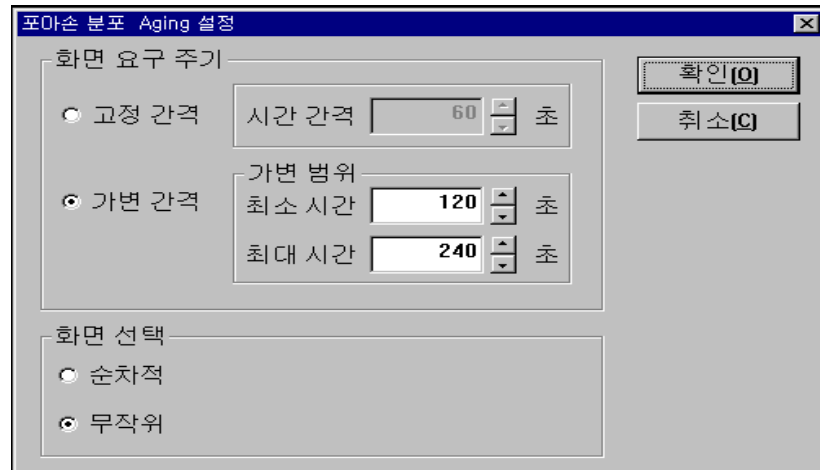 포아손 분포 Aging 설정
화면 요구 주기
고정 간격
시간 간격 60 초
확인(O)
취소(C)
가변 간격
가변 범위
최소 시간 120 초
최대 시간 240 초
화면 선택
순차적
무작위